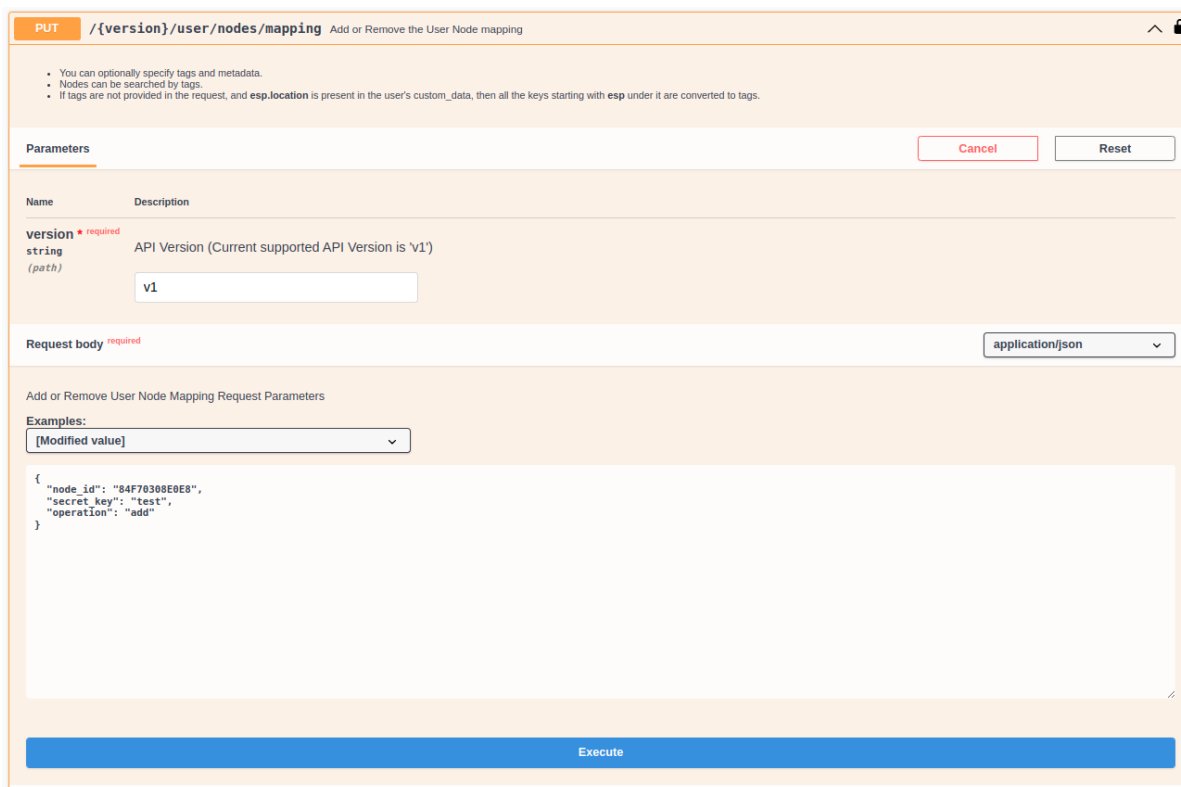 PUT /{version}/user/nodes/mapping Add or Remove the User Node mapping
You can optionally specify tags and metadata.
Nodes can be searched by tags.
If tags are not provided in the request, and esp.location is present in the user's custom_data, then all the keys starting with esp under it are converted to tags.
Parameters
Cancel
Reset
Name Description
version * required
string
(path)
API Version (Current supported API Version is 'v1')
v1
Request body required
application/json
Add or Remove User Node Mapping Request Parameters
Examples:
[Modified value]
{
"node_id": "84F70308E0E8",
"secret_key": "test",
"operation": "add"
}
Execute